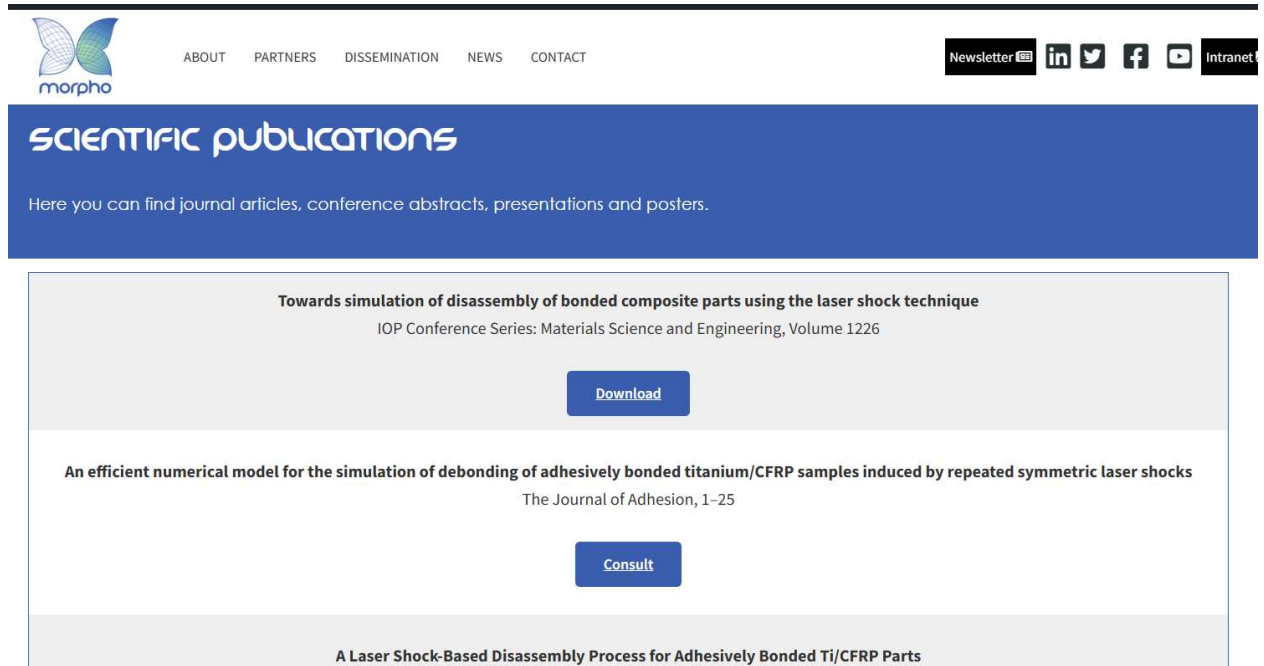 morpho
ABOUT PARTNERS DISSEMINATION NEWS CONTACT
Newsletter
Intranet
scientific publications
Here you can find journal articles, conference abstracts, presentations and posters.
Towards simulation of disassembly of bonded composite parts using the laser shock technique
IOP Conference Series: Materials Science and Engineering, Volume 1226
Download
An efficient numerical model for the simulation of debonding of adhesively bonded titanium/CFRP samples induced by repeated symmetric laser shocks
The Journal of Adhesion, 1–25
Consult
A Laser Shock-Based Disassembly Process for Adhesively Bonded Ti/CFRP Parts